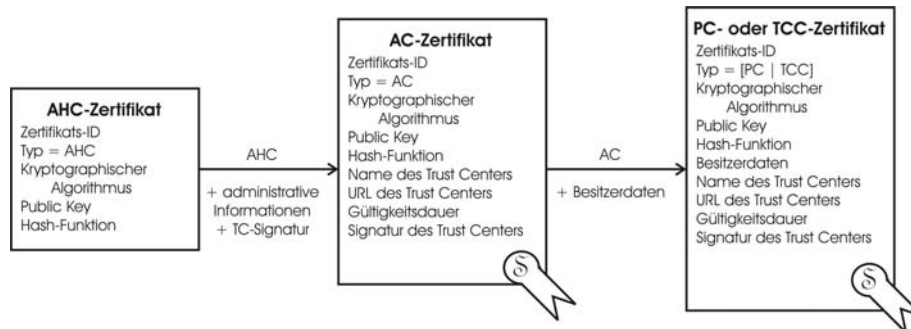 AHC-Zertifikat
Zertifikats-ID
Typ = AHC
Kryptographischer
Algorithmus
Public Key
Hash-Funktion
AHC
+ administrative
Informationen
+ TC-Signatur
AC-Zertifikat
Zertifikats-ID
Typ = AC
Kryptographischer
Algorithmus
Public Key
Hash-Funktion
Name des Trust Centers
URL des Trust Centers
Gültigkeitsdauer
Signatur des Trust Centers
S
AC
+ Besitzerdaten
PC- oder TCC-Zertifikat
Zertifikats-ID
Typ = [PC | TCC]
Kryptographischer
Algorithmus
Public Key
Hash-Funktion
Besitzerdaten
Name des Trust Centers
URL des Trust Centers
Gültigkeitsdauer
Signatur des Trust Centers
S